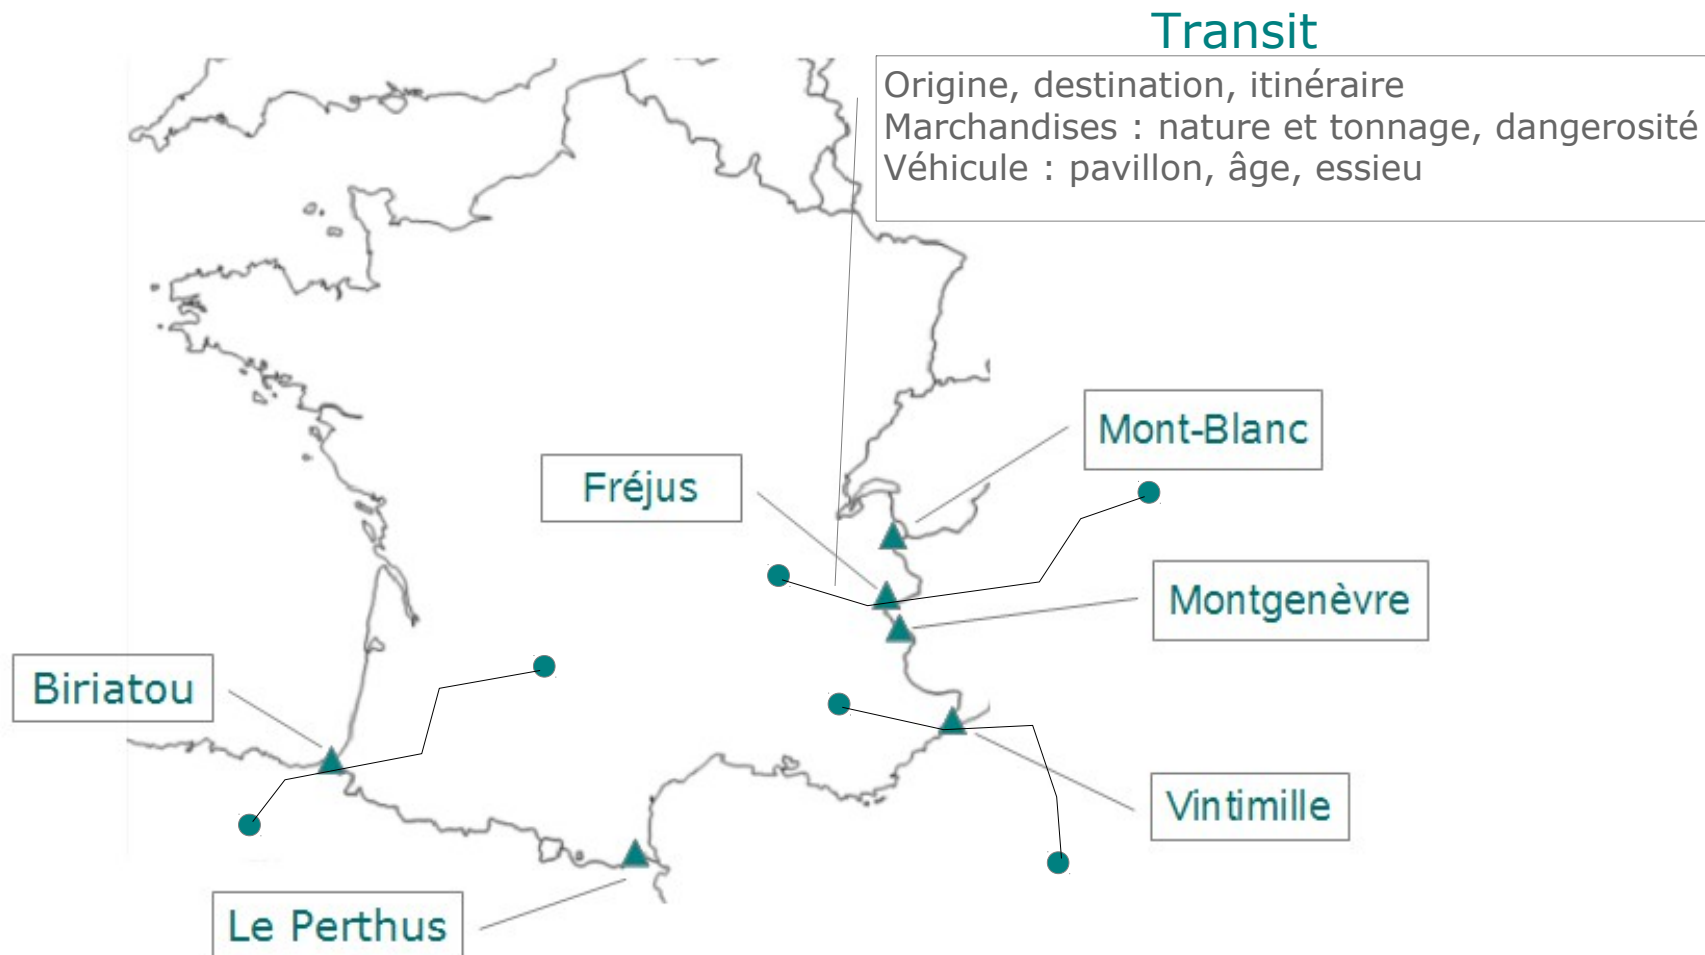 Transit
Origine, destination, itinéraire
Marchandises : nature et tonnage, dangerosité
Véhicule : pavillon, âge, essieu
Mont-Blanc
Fréjus
Montgenèvre
Biriatou
Vintimille
Le Perthus